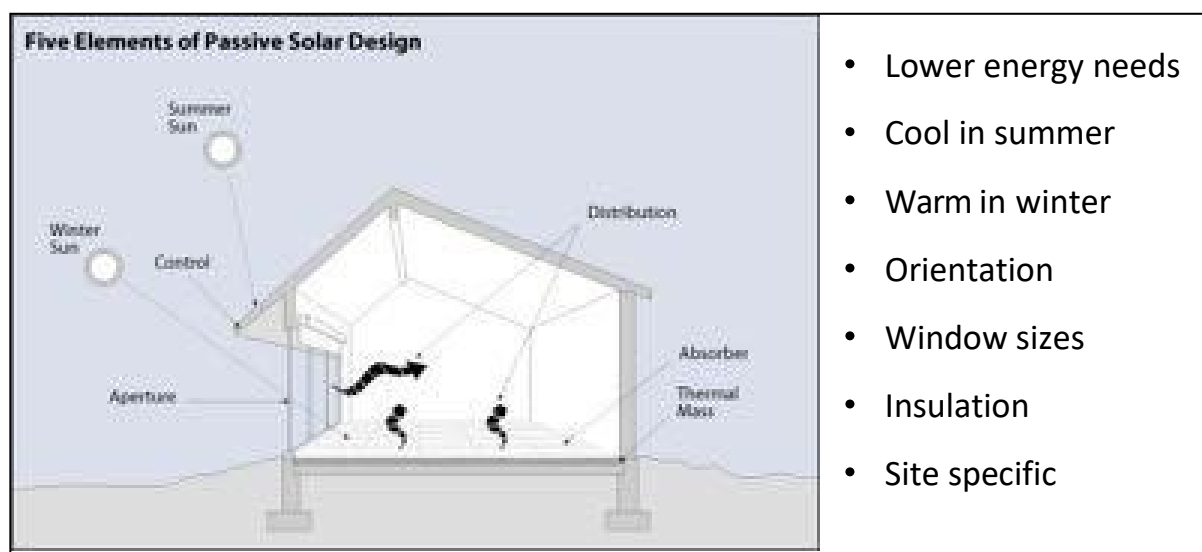 Five Elements of Passive Solar Design
Summer
Sun
Winter
Sun
Control
Distribution
Aperture
Absorber
Thermal
Mass
• Lower energy needs
• Cool in summer
• Warm in winter
• Orientation
• Window sizes
• Insulation
• Site specific